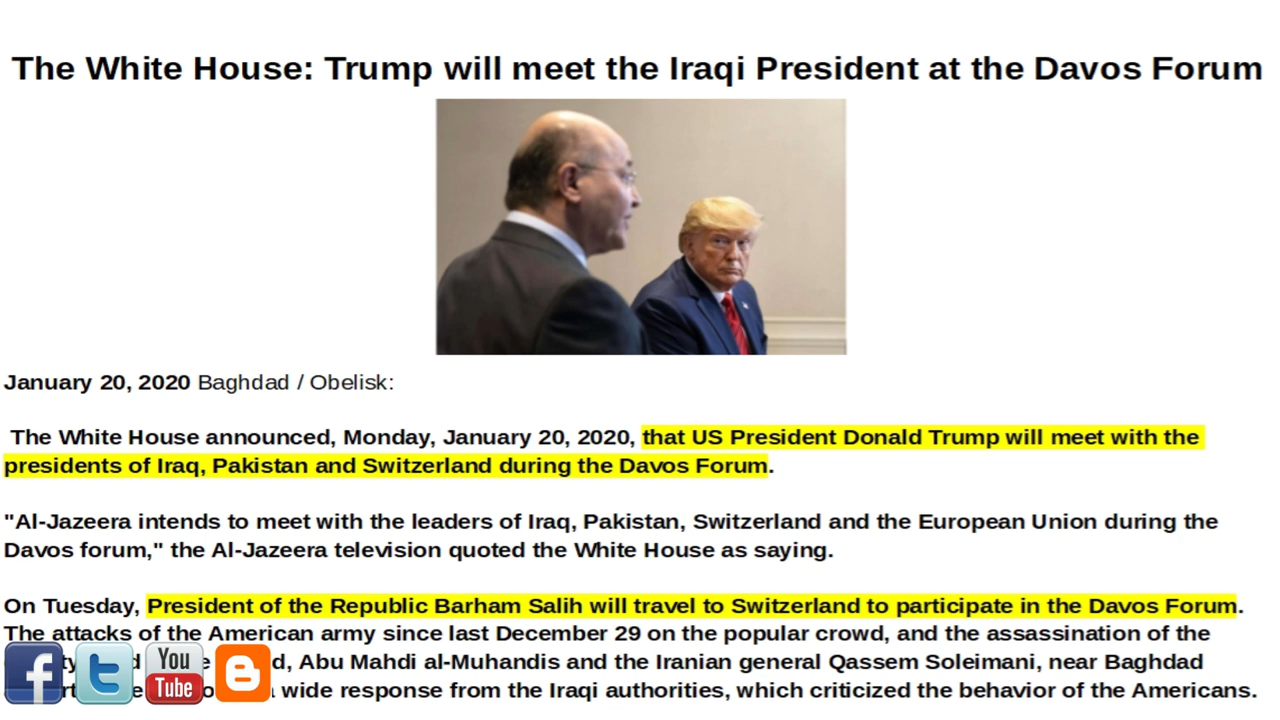 The White House: Trump will meet the Iraqi President at the Davos Forum
January 20, 2020 Baghdad / Obelisk:
The White House announced, Monday, January 20, 2020, that US President Donald Trump will meet with the
presidents of Iraq, Pakistan and Switzerland during the Davos Forum.
"Al-Jazeera intends to meet with the leaders of Iraq, Pakistan, Switzerland and the European Union during the
Davos forum," the Al-Jazeera television quoted the White House as saying.
On Tuesday, President of the Republic Barham Salih will travel to Switzerland to participate in the Davos Forum.
The attacks of the American army since last December 29 on the popular crowd, and the assassination of the
Abu Mahdi al-Muhandis and the Iranian general Qassem Soleimani, near Baghdad
wide response from the Iraqi authorities, which criticized the behavior of the Americans.
You
Tube